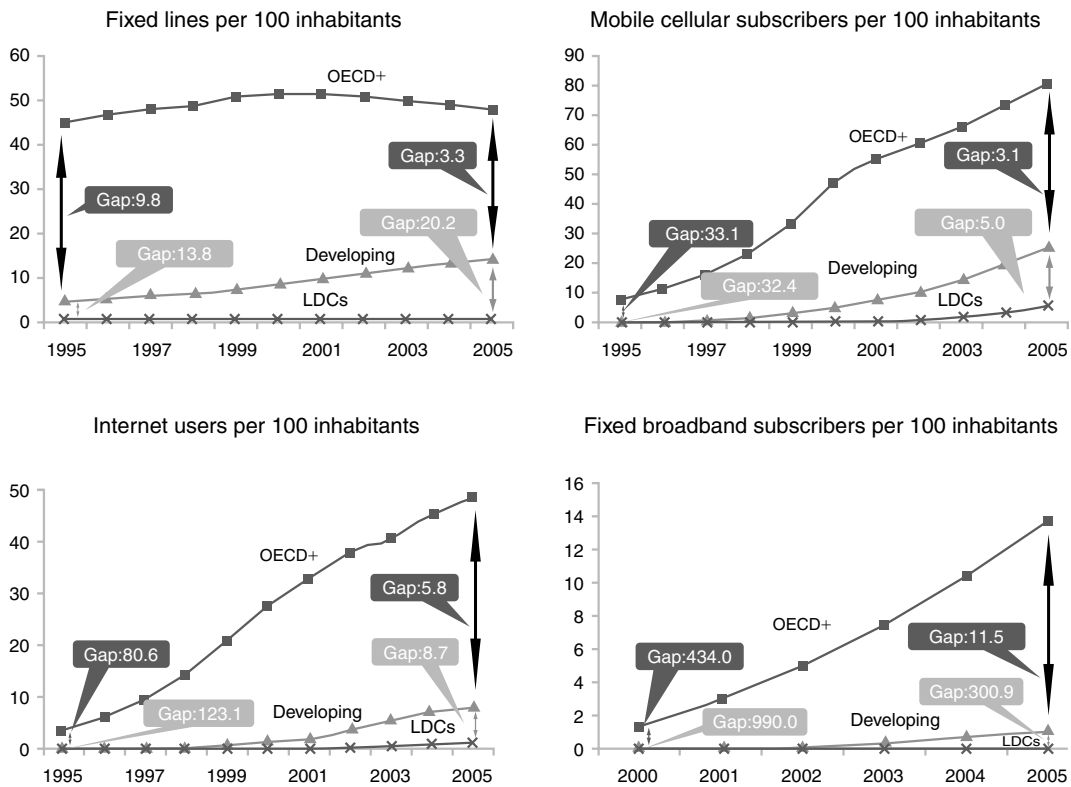 Fixed lines per 100 inhabitants
60
50
40
30
20
10
0
OECD+
Gap:9.8
Gap:3.3
Gap:13.8
Gap:20.2
Developing
LDCs
1995 1997 1999 2001 2003 2005
Mobile cellular subscribers per 100 inhabitants
90
80
70
60
50
40
30
20
10
0
OECD+
Gap:33.1
Gap:3.1
Gap:32.4
Gap:5.0
Developing
LDCs
1995 1997 1999 2001 2003 2005
Internet users per 100 inhabitants
50
40
30
20
10
0
OECD+
Gap:80.6
Gap:5.8
Gap:123.1
Gap:8.7
Developing
LDCs
1995 1997 1999 2001 2003 2005
Fixed broadband subscribers per 100 inhabitants
16
14
12
10
8
6
4
2
0
OECD+
Gap:434.0
Gap:11.5
Gap:990.0
Gap:300.9
Developing
LDCs
2000 2001 2002 2003 2004 2005